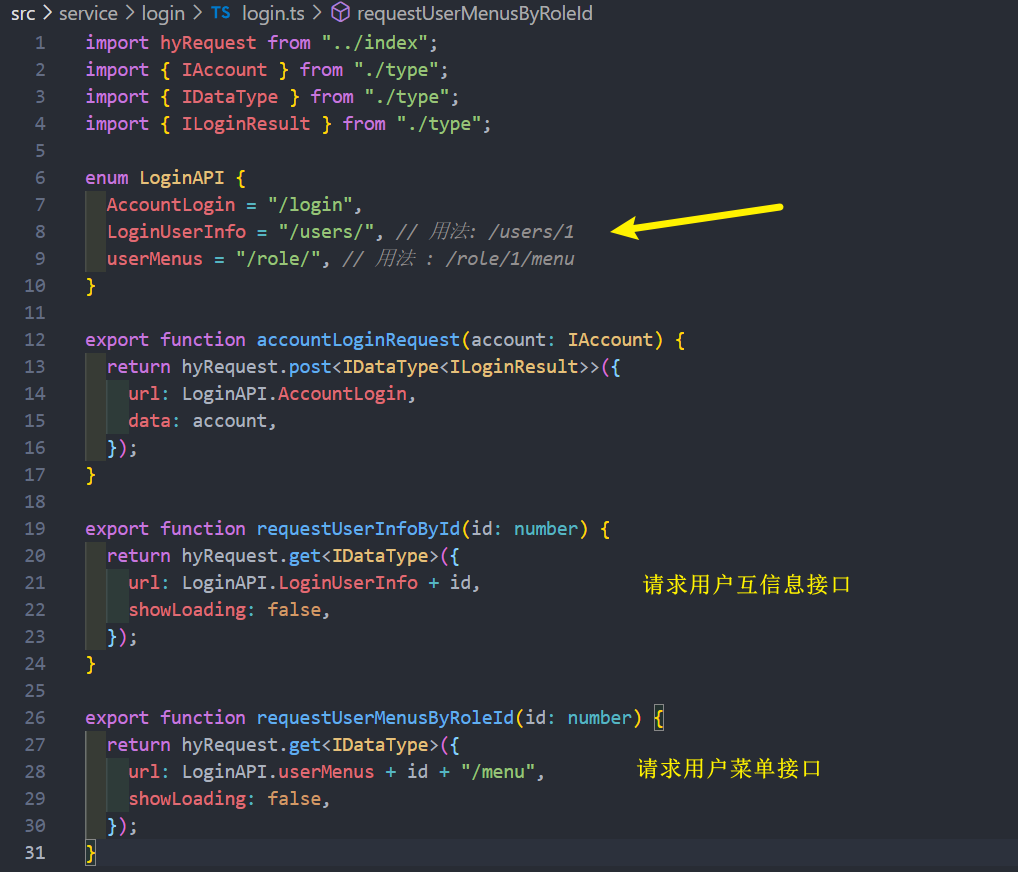 src > service > login > TS login.ts > requestUserMenusByRoleId
1 import hyRequest from "../index";
2 import { IAccount } from "./type";
3 import { IDataType } from "./type";
4 import { ILoginResult } from "./type";
5
6 enum LoginAPI {
7 AccountLogin = "/login",
8 LoginUserInfo = "/users/", // 用法: /users/1
9 userMenus = "/role/", // 用法 : /role/1/menu
10 }
11
12 export function accountLoginRequest(account: IAccount) {
13 return hyRequest.post<IDataType<ILoginResult>>({
14 url: LoginAPI.AccountLogin,
15 data: account,
16 });
17 }
18
19 export function requestUserInfoById(id: number) {
20 return hyRequest.get<IDataType>({
21 url: LoginAPI.LoginUserInfo + id, 请求用户互信息接口
22 showLoading: false,
23 });
24 }
25
26 export function requestUserMenusByRoleId(id: number) {
27 return hyRequest.get<IDataType>({
28 url: LoginAPI.userMenus + id + "/menu", 请求用户菜单接口
29 showLoading: false,
30 });
31 }